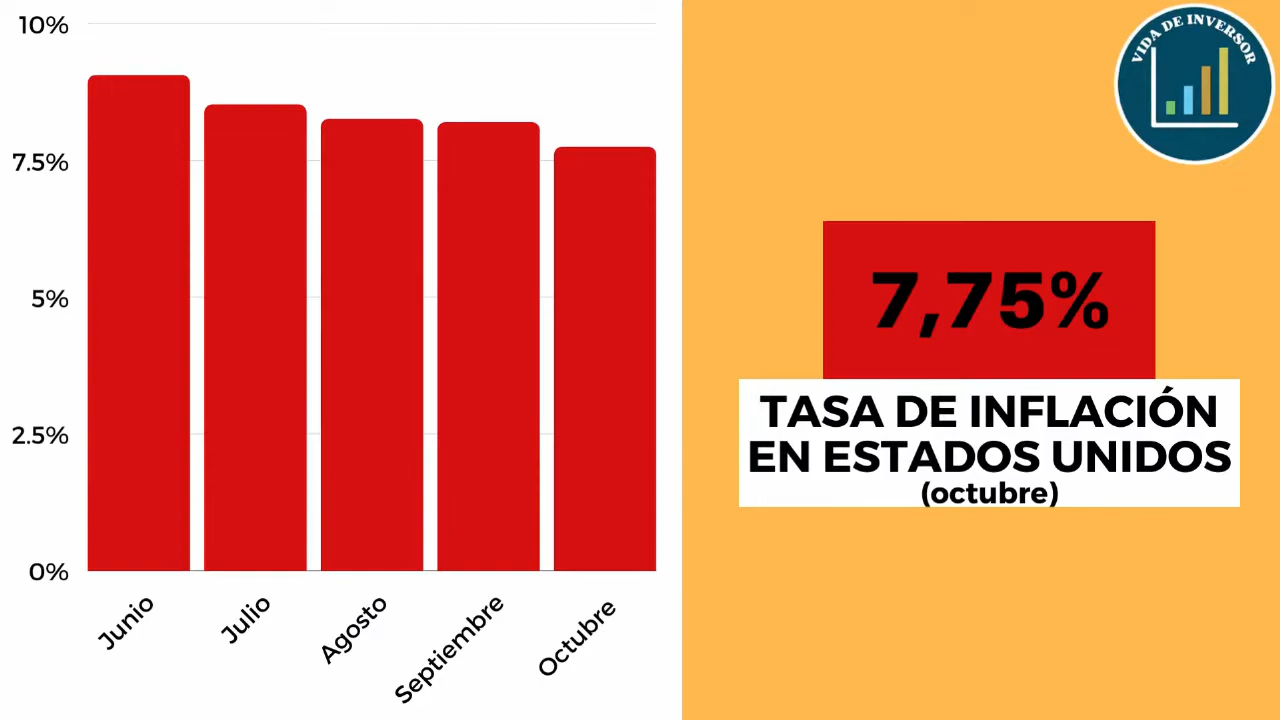 10%
7.5%
5%
2.5%
0%
Junio
Julio
Agosto
Septiembre
Octubre
VIDA DE INVERSOR
7,75%
TASA DE INFLACIÓN
EN ESTADOS UNIDOS
(octubre)